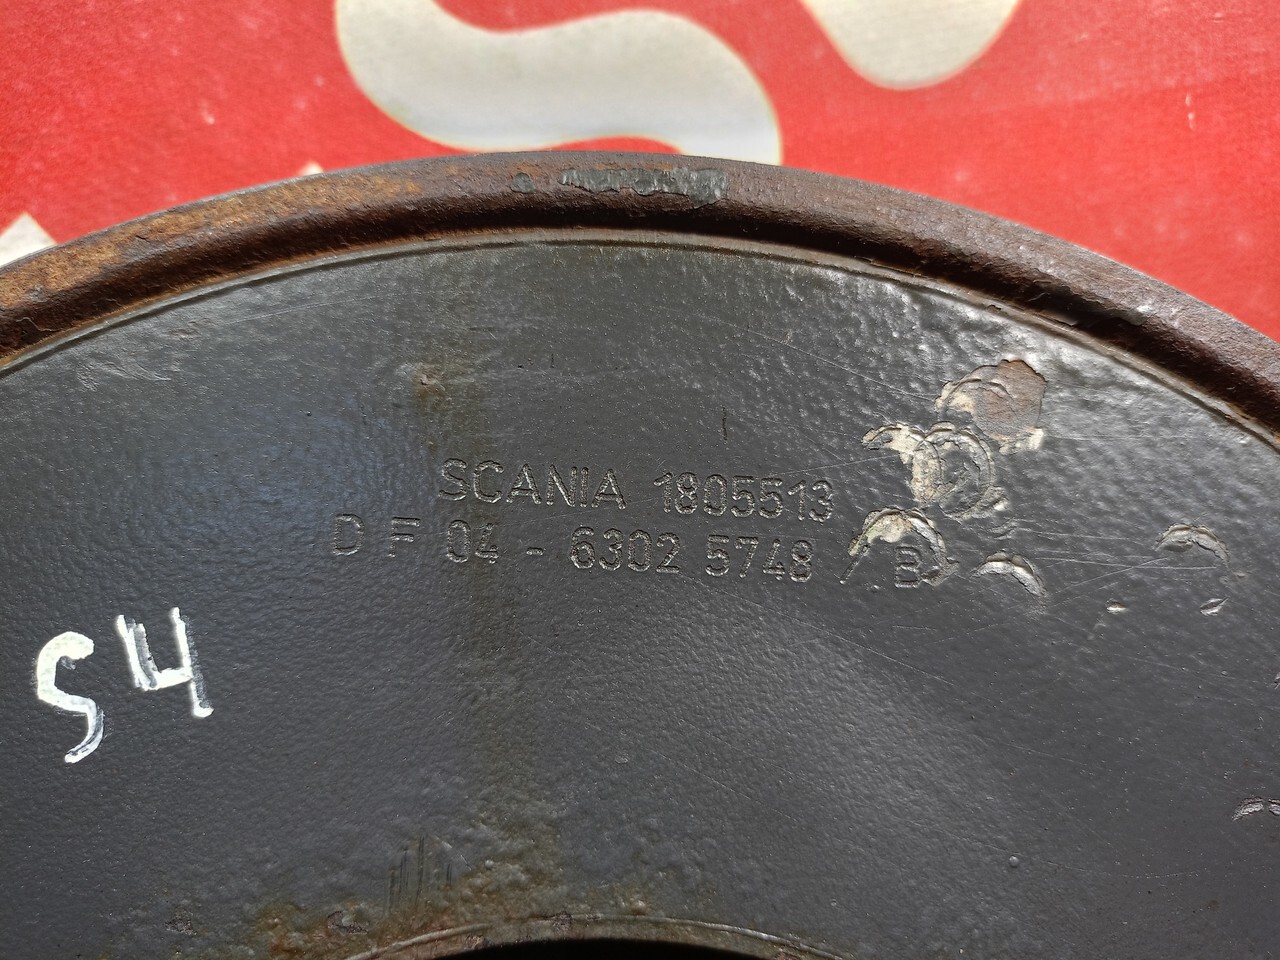 SCANIA 1805513
D F 04 - 6302 5748 / B
S4